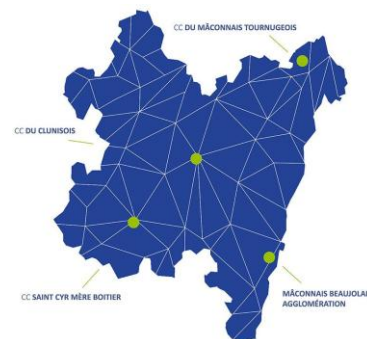 CC DU MÂCONNAIS TOURNUGEOIS
CC DU CLUNISOIS
CC SAINT CYR MÈRE BOITIER
MÂCONNAIS BEAUJOLAI
AGGLOMÉRATION